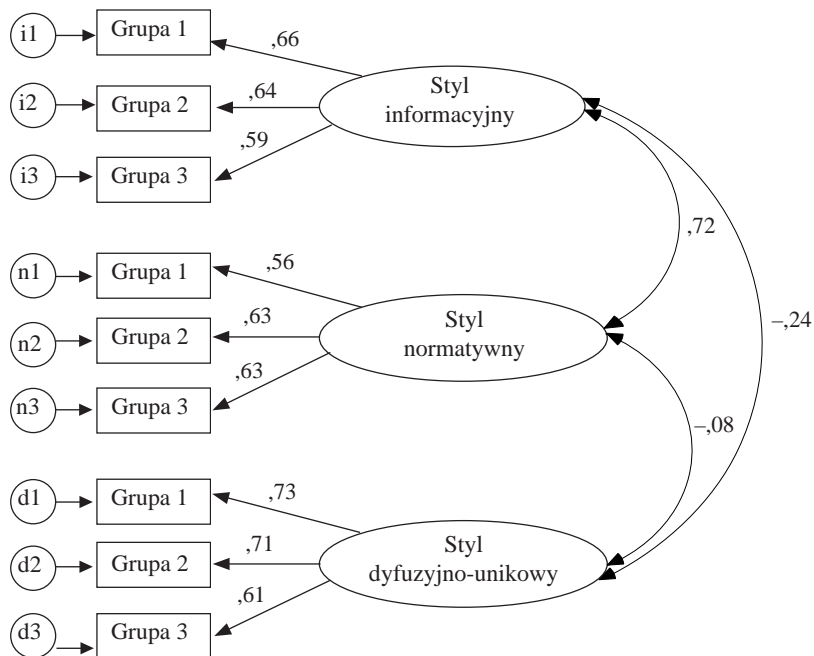 i1
Grupa 1
,66
i2
Grupa 2
,64
Styl
informacyjny
i3
Grupa 3
,59
,72
n1
Grupa 1
,56
n2
Grupa 2
,63
Styl
normatywny
–,24
n3
Grupa 3
,63
–,08
d1
Grupa 1
,73
d2
Grupa 2
,71
Styl
dyfuzyjno-unikowy
d3
Grupa 3
,61